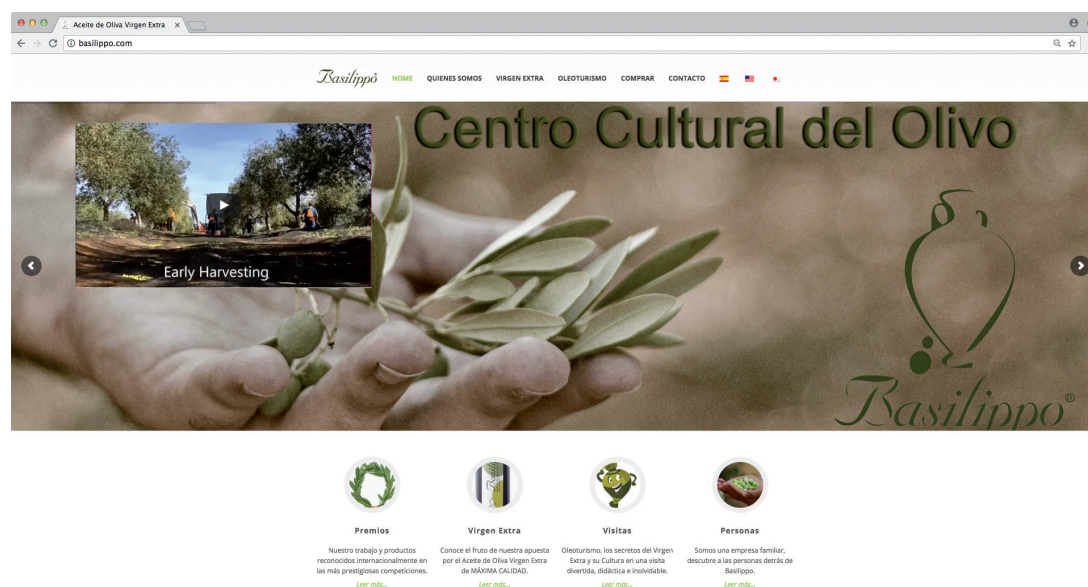 Aceite de Oliva Virgen Extra
basilippo.com
Basilippo HOME QUIENES SOMOS VIRGEN EXTRA OLEOTURISMO COMPRAR CONTACTO
Centro Cultural del Olivo
Early Harvesting
Basilippo®
Premios
Nuestro trabajo y productos
reconocidos internacionalmente en
las más prestigiosas competiciones.
Leer más...
Virgen Extra
Conoce el fruto de nuestra apuesta
por el Aceite de Oliva Virgen Extra
de MÁXIMA CALIDAD.
Leer más...
Visitas
Oleoturismo, los secretos del Virgen
Extra y su Cultura en una visita
divertida, didáctica e inolvidable.
Leer más...
Personas
Somos una empresa familiar,
descubre a las personas detrás de
Basilippo.
Leer más...